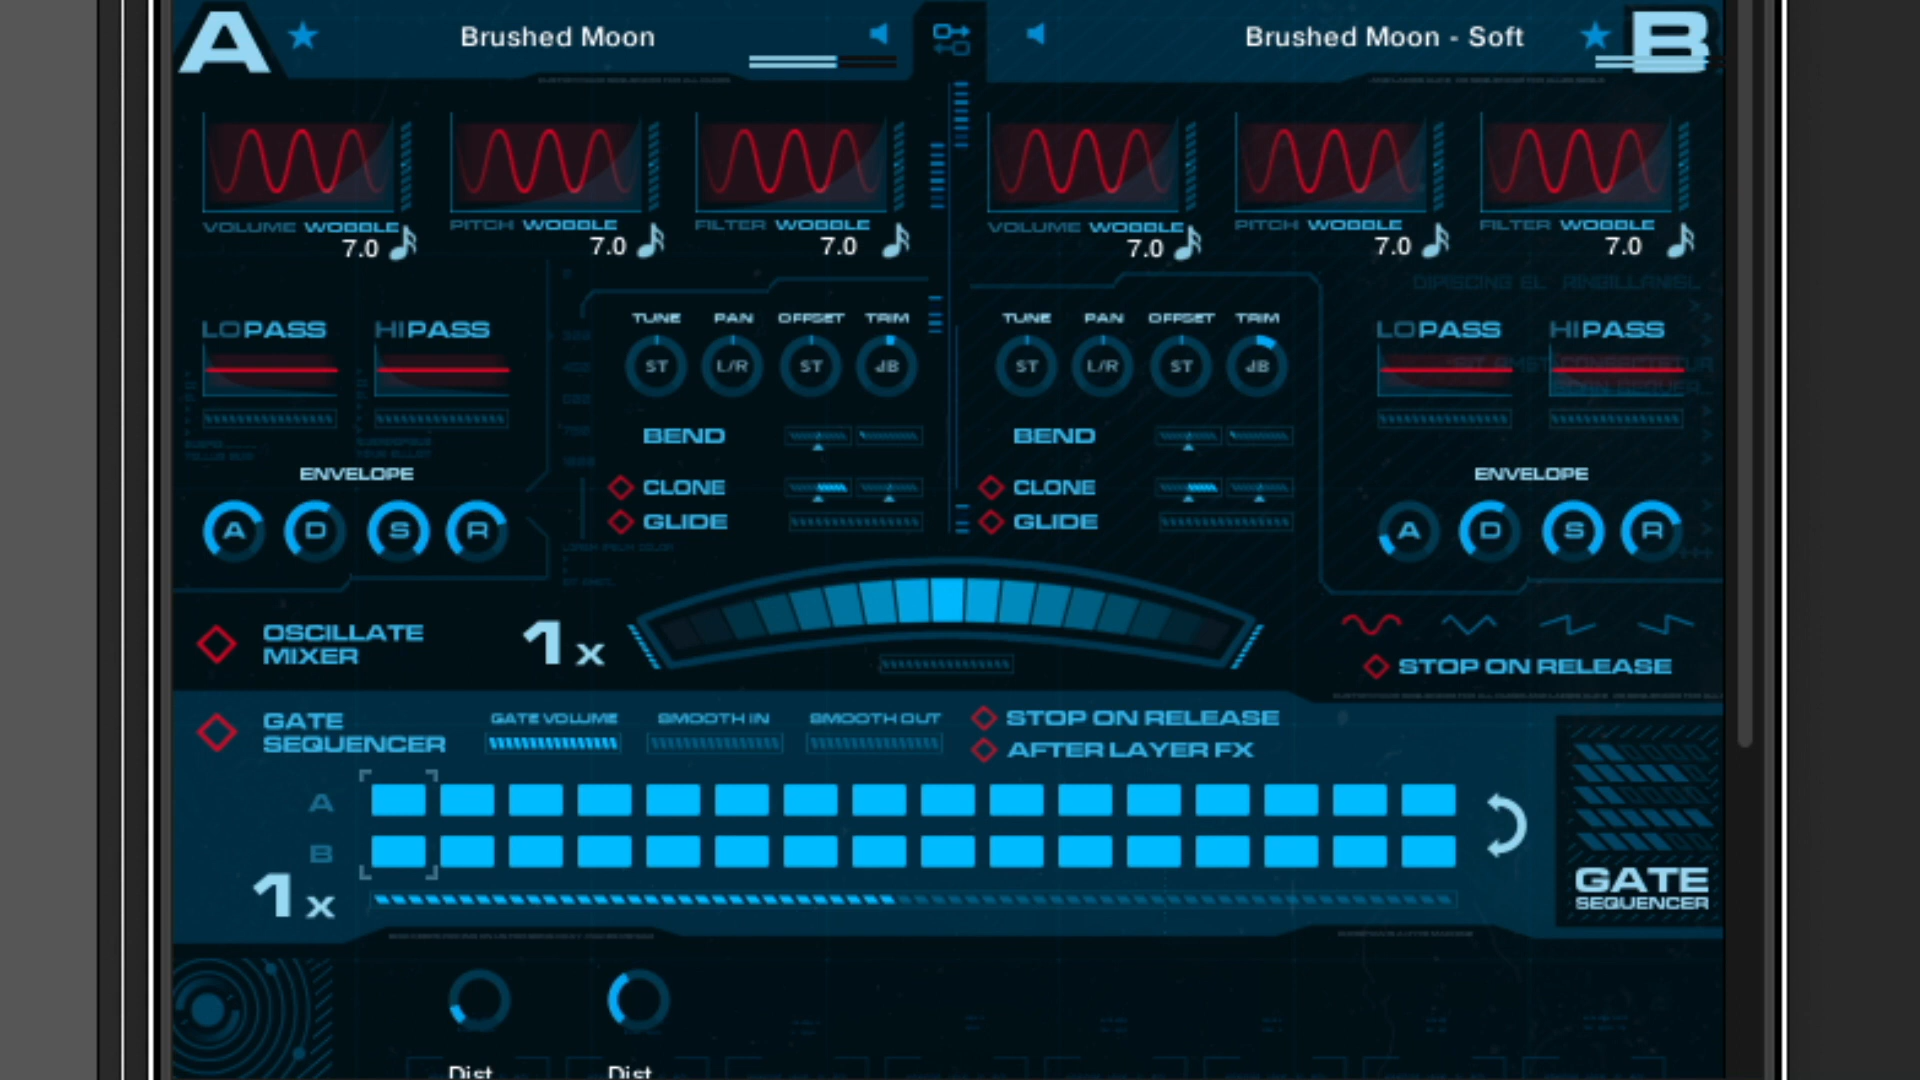 A Brushed Moon
Brushed Moon - Soft B
VOLUME WOBBLE PITCH WOBBLE FILTER WOBBLE
VOLUME WOBBLE PITCH WOBBLE FILTER WOBBLE
7.0 7.0 7.0
7.0 7.0 7.0
LOPASS HIPASS
TUNE PAN OFFSET TRIM
ST L/R ST dB
TUNE PAN OFFSET TRIM
ST L/R ST dB
LOPASS HIPASS
BEND
CLONE
GLIDE
BEND
CLONE
GLIDE
ENVELOPE
A D S R
ENVELOPE
A D S R
OSCILLATE
MIXER
1x
STOP ON RELEASE
GATE
SEQUENCER
GATE VOLUME SMOOTH IN SMOOTH OUT
STOP ON RELEASE
AFTER LAYER FX
A
B
1x
GATE
SEQUENCER
Dist Dist